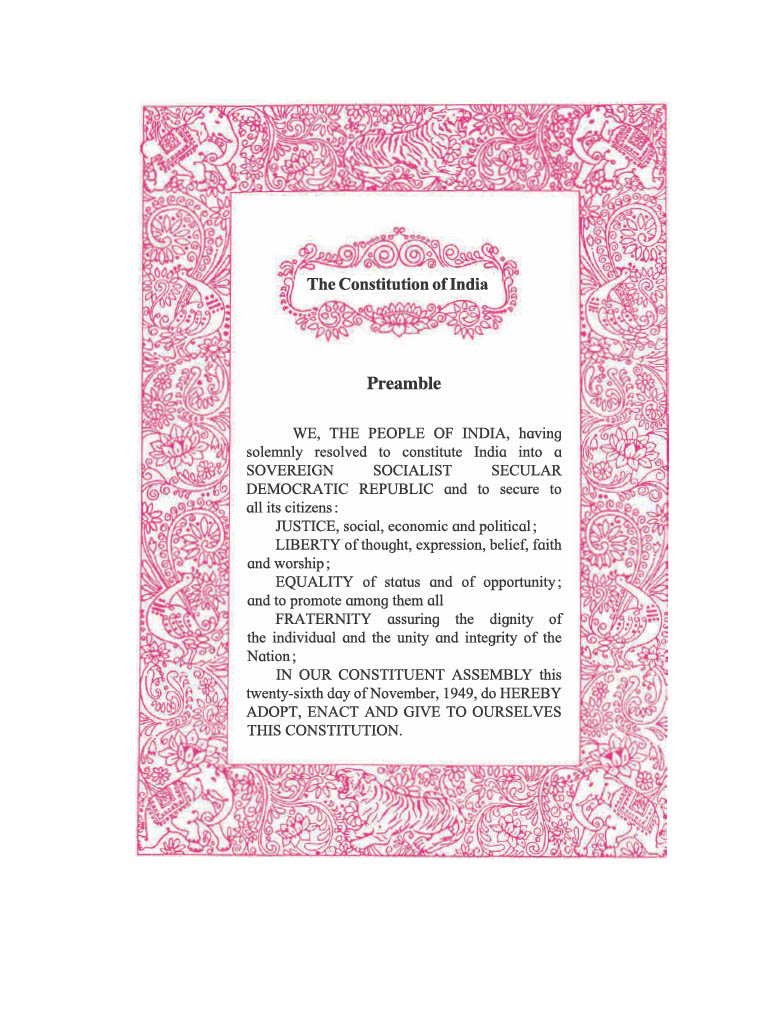 The Constitution of India
Preamble
WE, THE PEOPLE OF INDIA, having
solemnly resolved to constitute India into a
SOVEREIGN SOCIALIST SECULAR
DEMOCRATIC REPUBLIC and to secure to
all its citizens :
JUSTICE, social, economic and political ;
LIBERTY of thought, expression, belief, faith
and worship ;
EQUALITY of status and of opportunity ;
and to promote among them all
FRATERNITY assuring the dignity of
the individual and the unity and integrity of the
Nation ;
IN OUR CONSTITUENT ASSEMBLY this
twenty-sixth day of November, 1949, do HEREBY
ADOPT, ENACT AND GIVE TO OURSELVES
THIS CONSTITUTION.